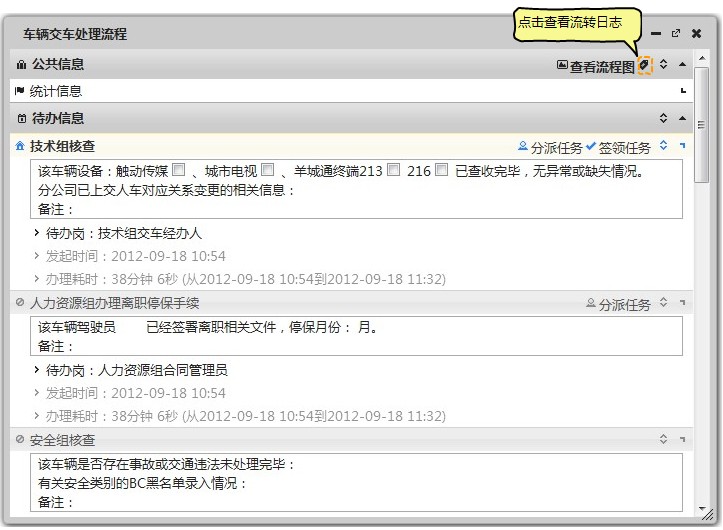 点击查看流转日志
车辆交车处理流程
公共信息 查看流程图
统计信息
待办信息
技术组核查 分派任务 签领任务
该车辆设备：触动传媒 、城市电视 、羊城通终端213 216 已查收完毕，无异常或缺失情况。
分公司已上交人车对应关系变更的相关信息：
备注：
待办岗：技术组交车经办人
发起时间：2012-09-18 10:54
办理耗时：38分钟 6秒 (从2012-09-18 10:54到2012-09-18 11:32)
人力资源组办理离职停保手续 分派任务
该车辆驾驶员 已经签署离职相关文件，停保月份： 月。
备注：
待办岗：人力资源组合同管理员
发起时间：2012-09-18 10:54
办理耗时：38分钟 6秒 (从2012-09-18 10:54到2012-09-18 11:32)
安全组核查
该车辆是否存在事故或交通违法未处理完毕：
有关安全类别的BC黑名单录入情况：
备注：